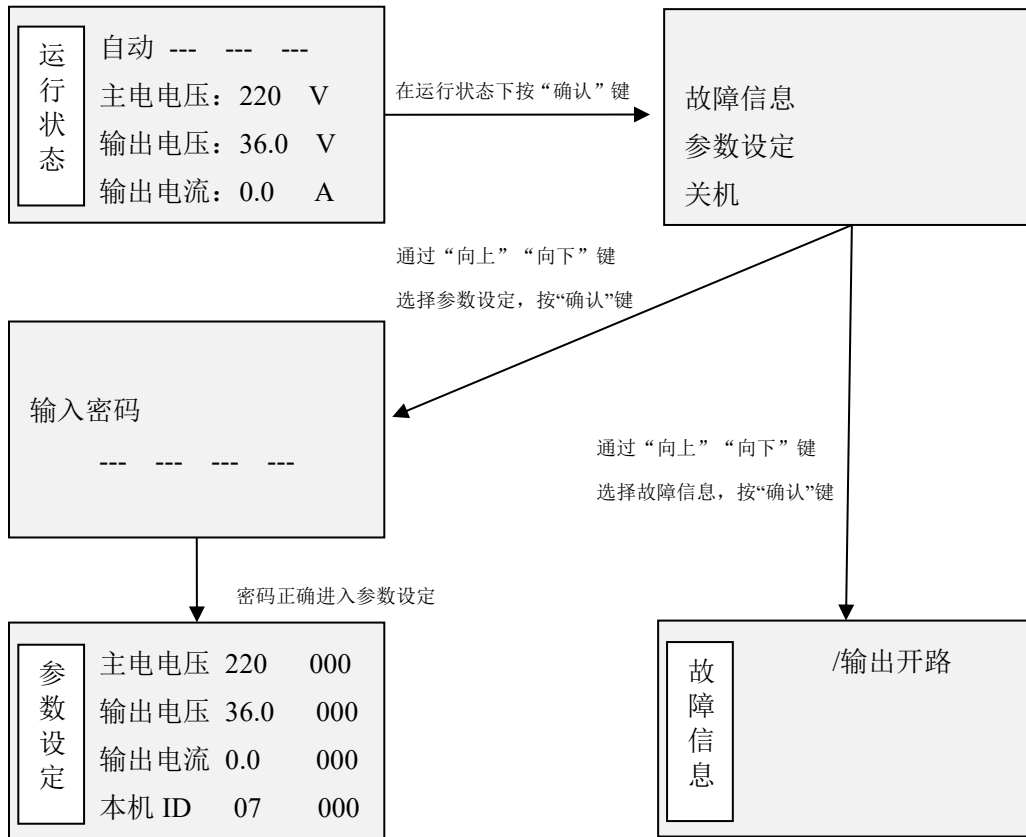 运行状态
自动 --- --- ---
主电电压：220 V
输出电压：36.0 V
输出电流：0.0 A
在运行状态下按“确认”键
故障信息
参数设定
关机
通过“向上”“向下”键
选择参数设定，按“确认”键
输入密码
--- --- --- ---
通过“向上”“向下”键
选择故障信息，按“确认”键
密码正确进入参数设定
参数设定
主电电压 220 000
输出电压 36.0 000
输出电流 0.0 000
本机 ID 07 000
故障信息
/输出开路